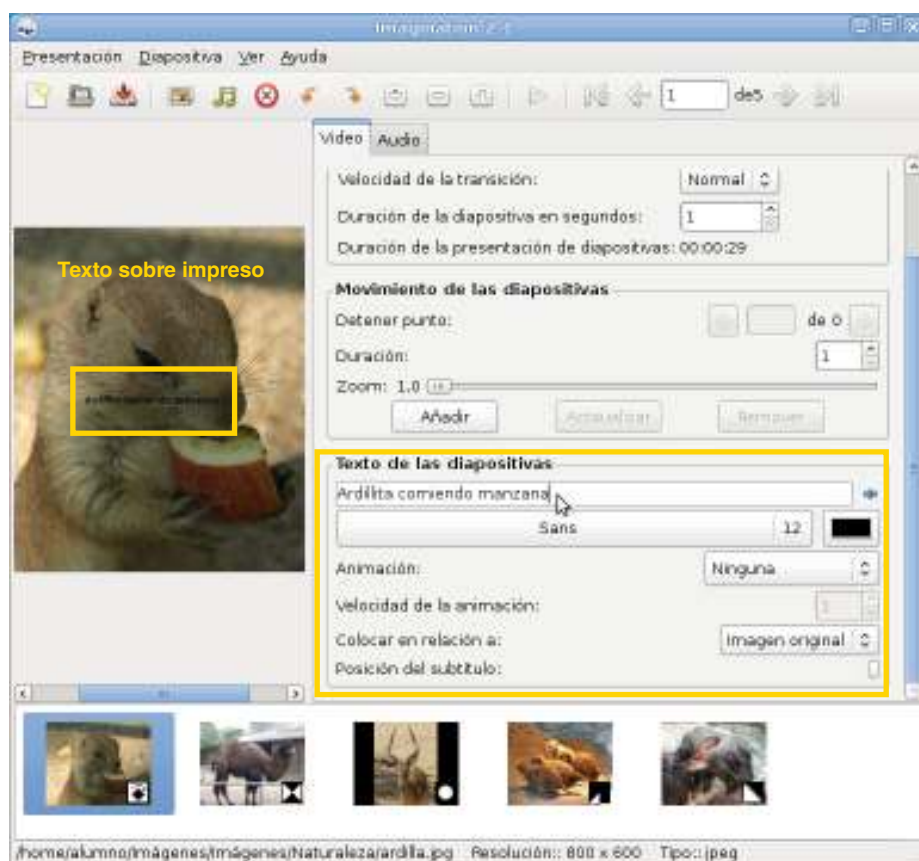 Imagination 2.1
Presentación Diapositiva Ver Ayuda
1 de5
Video Audio
Velocidad de la transición: Normal
Duración de la diapositiva en segundos: 1
Duración de la presentación de diapositivas: 00:00:29
Texto sobre impreso
Movimiento de las diapositivas
Detener punto: de 0
Duración: 1
Zoom: 1.0
Añadir Actualizar Remover
Texto de las diapositivas
Ardillita comiendo manzana
Sans 12
Animación: Ninguna
Velocidad de la animación: 1
Colocar en relación a: Imagen original
Posición del subtítulo:
/home/alumno/Imágenes/Imágenes/Naturaleza/ardilla.jpg Resolución:: 800 x 600 Tipo:: jpeg